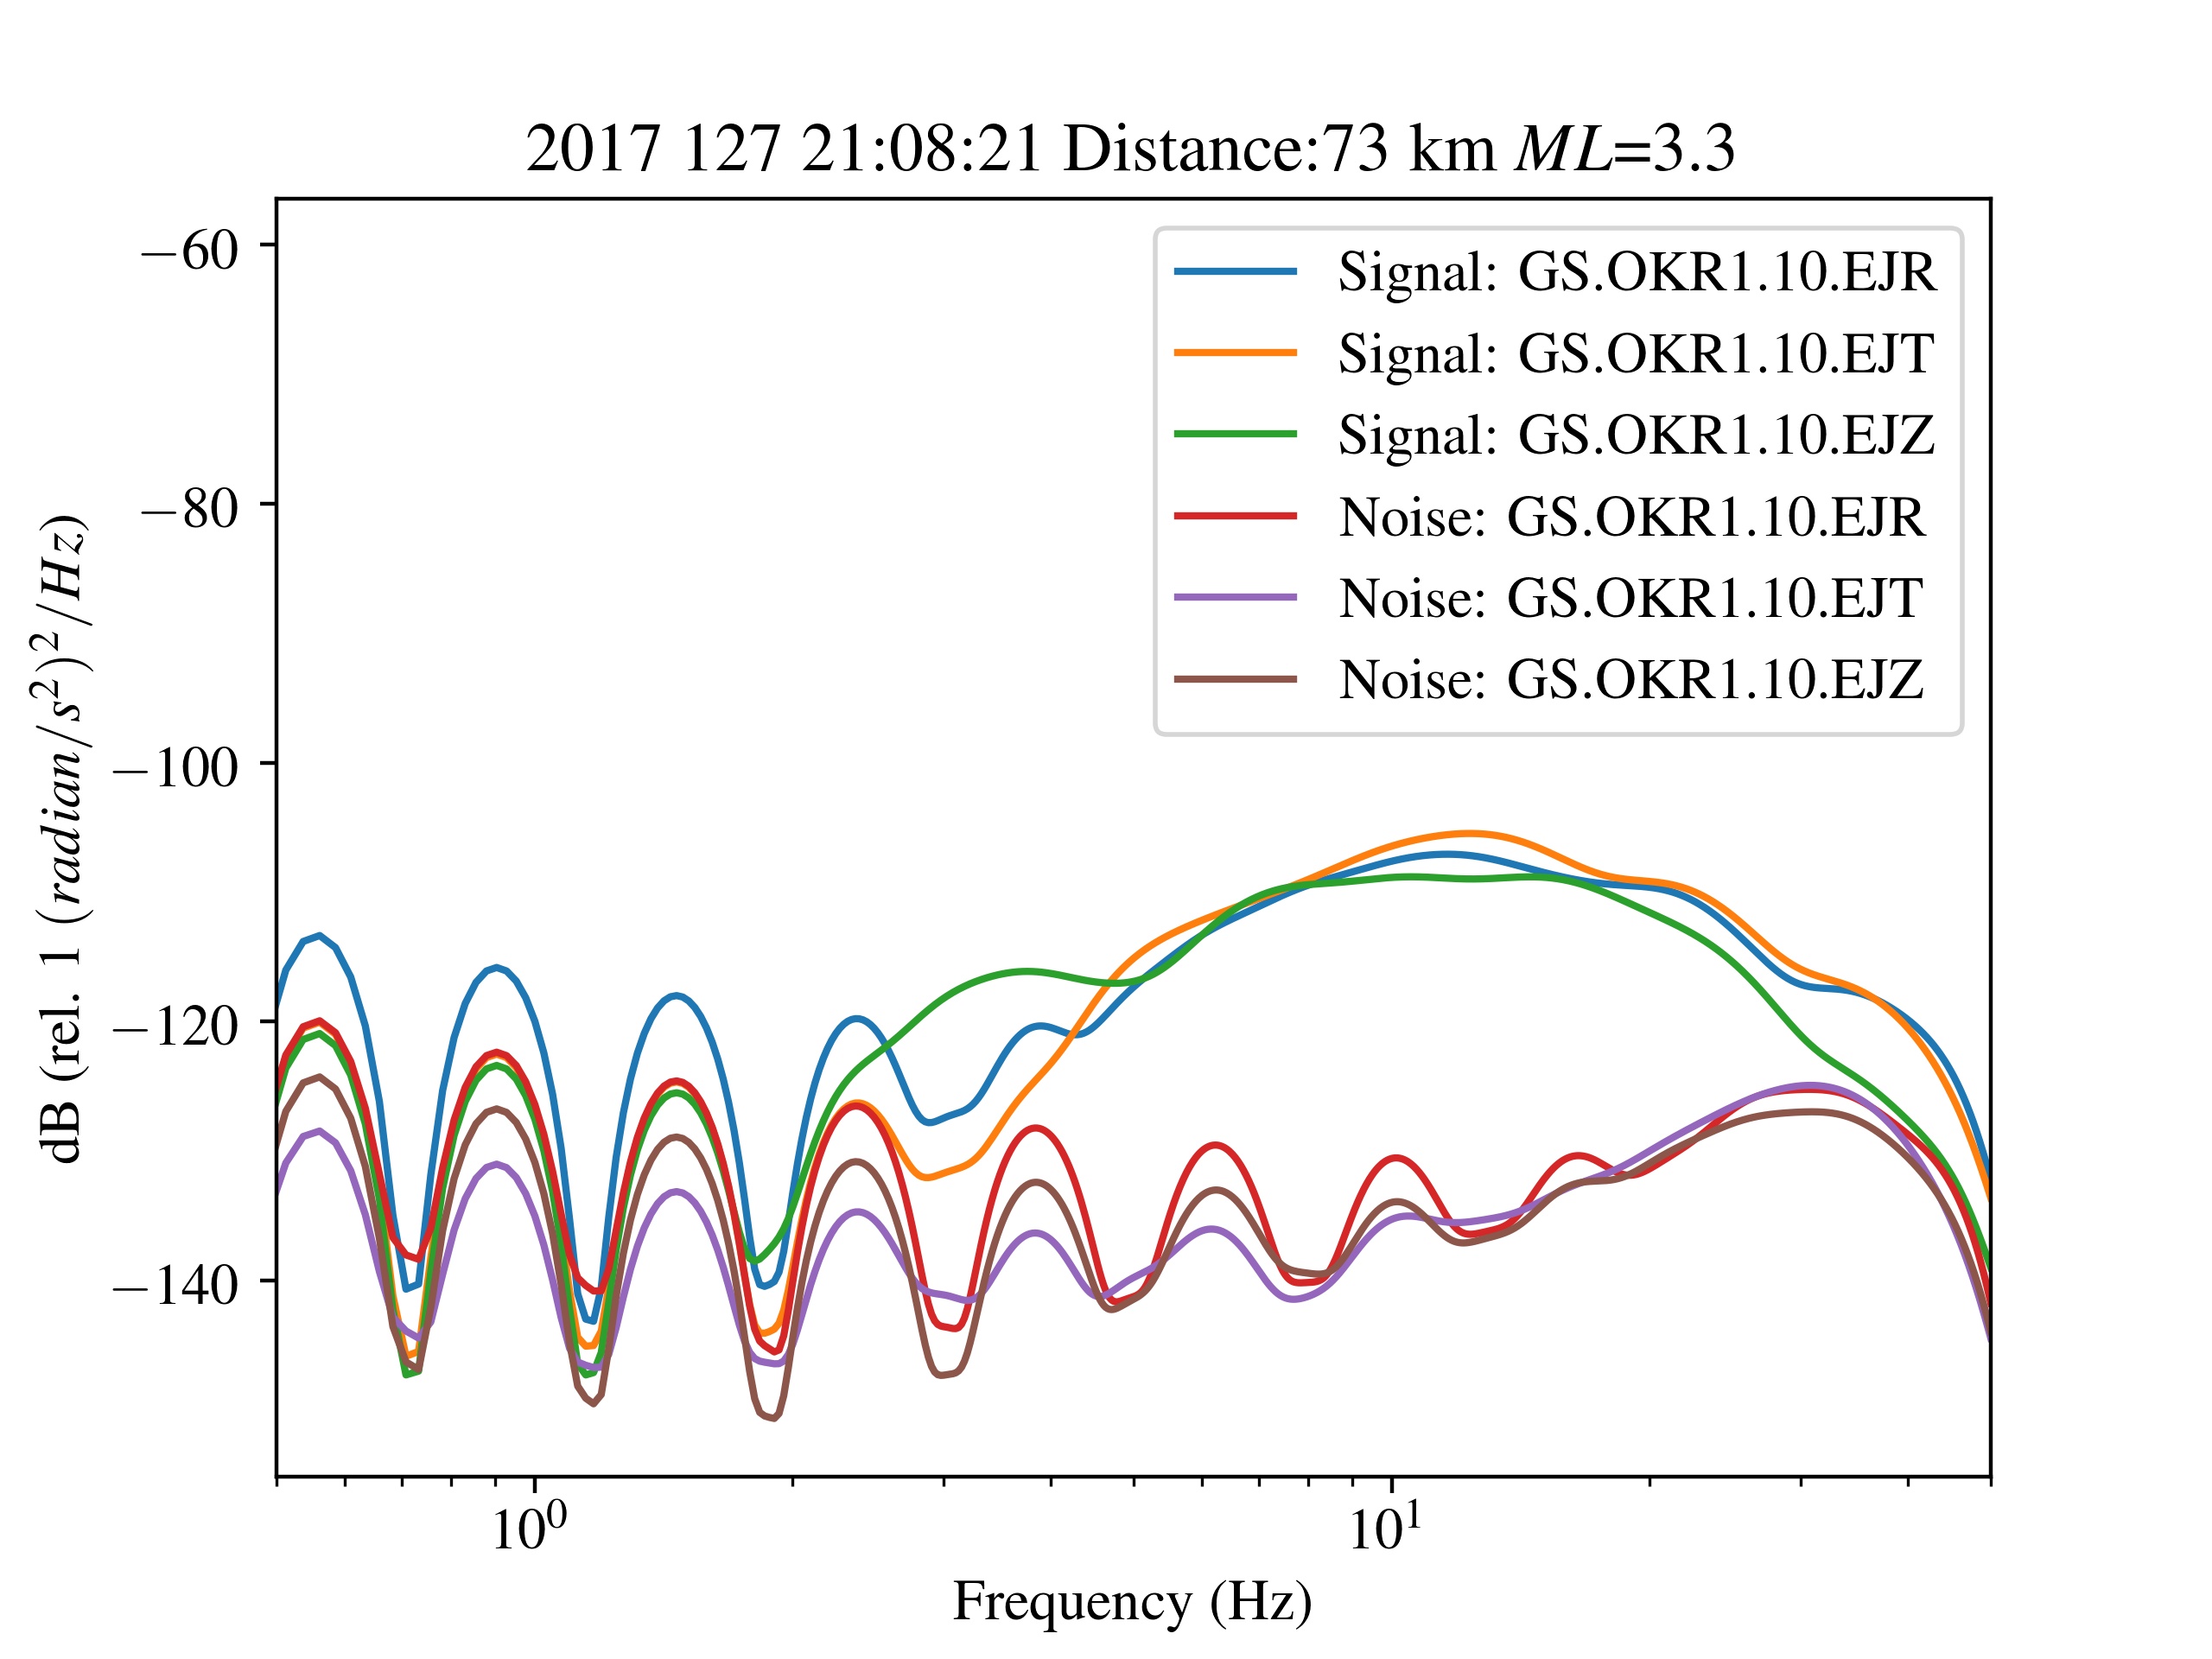 2017 127 21:08:21 Distance:73 km ML=3.3
−60
−80
−100
−120
−140
dB (rel. 1 (radian/s²)²/Hz)
Signal: GS.OKR1.10.EJR
Signal: GS.OKR1.10.EJT
Signal: GS.OKR1.10.EJZ
Noise: GS.OKR1.10.EJR
Noise: GS.OKR1.10.EJT
Noise: GS.OKR1.10.EJZ
10⁰ 10¹
Frequency (Hz)